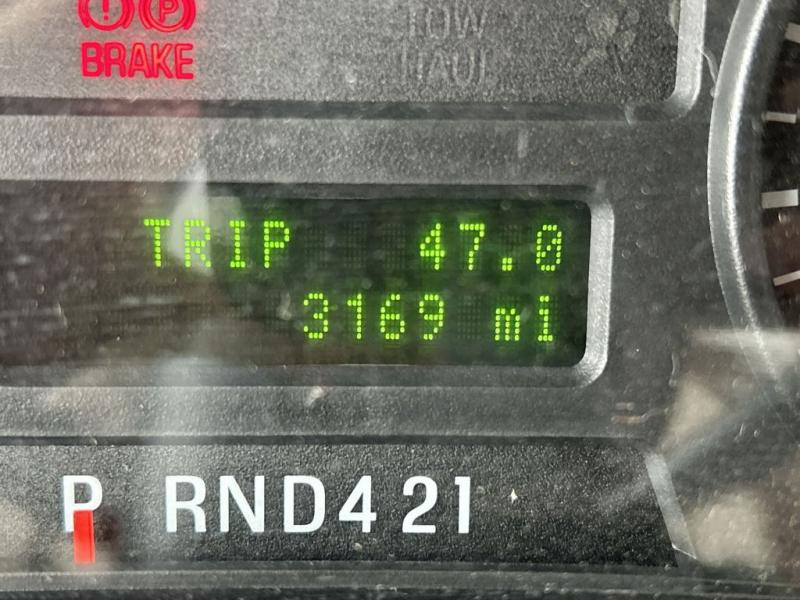 ! P
BRAKE
TOW
HAUL
TRIP 47.0
3169 mi
P RND421